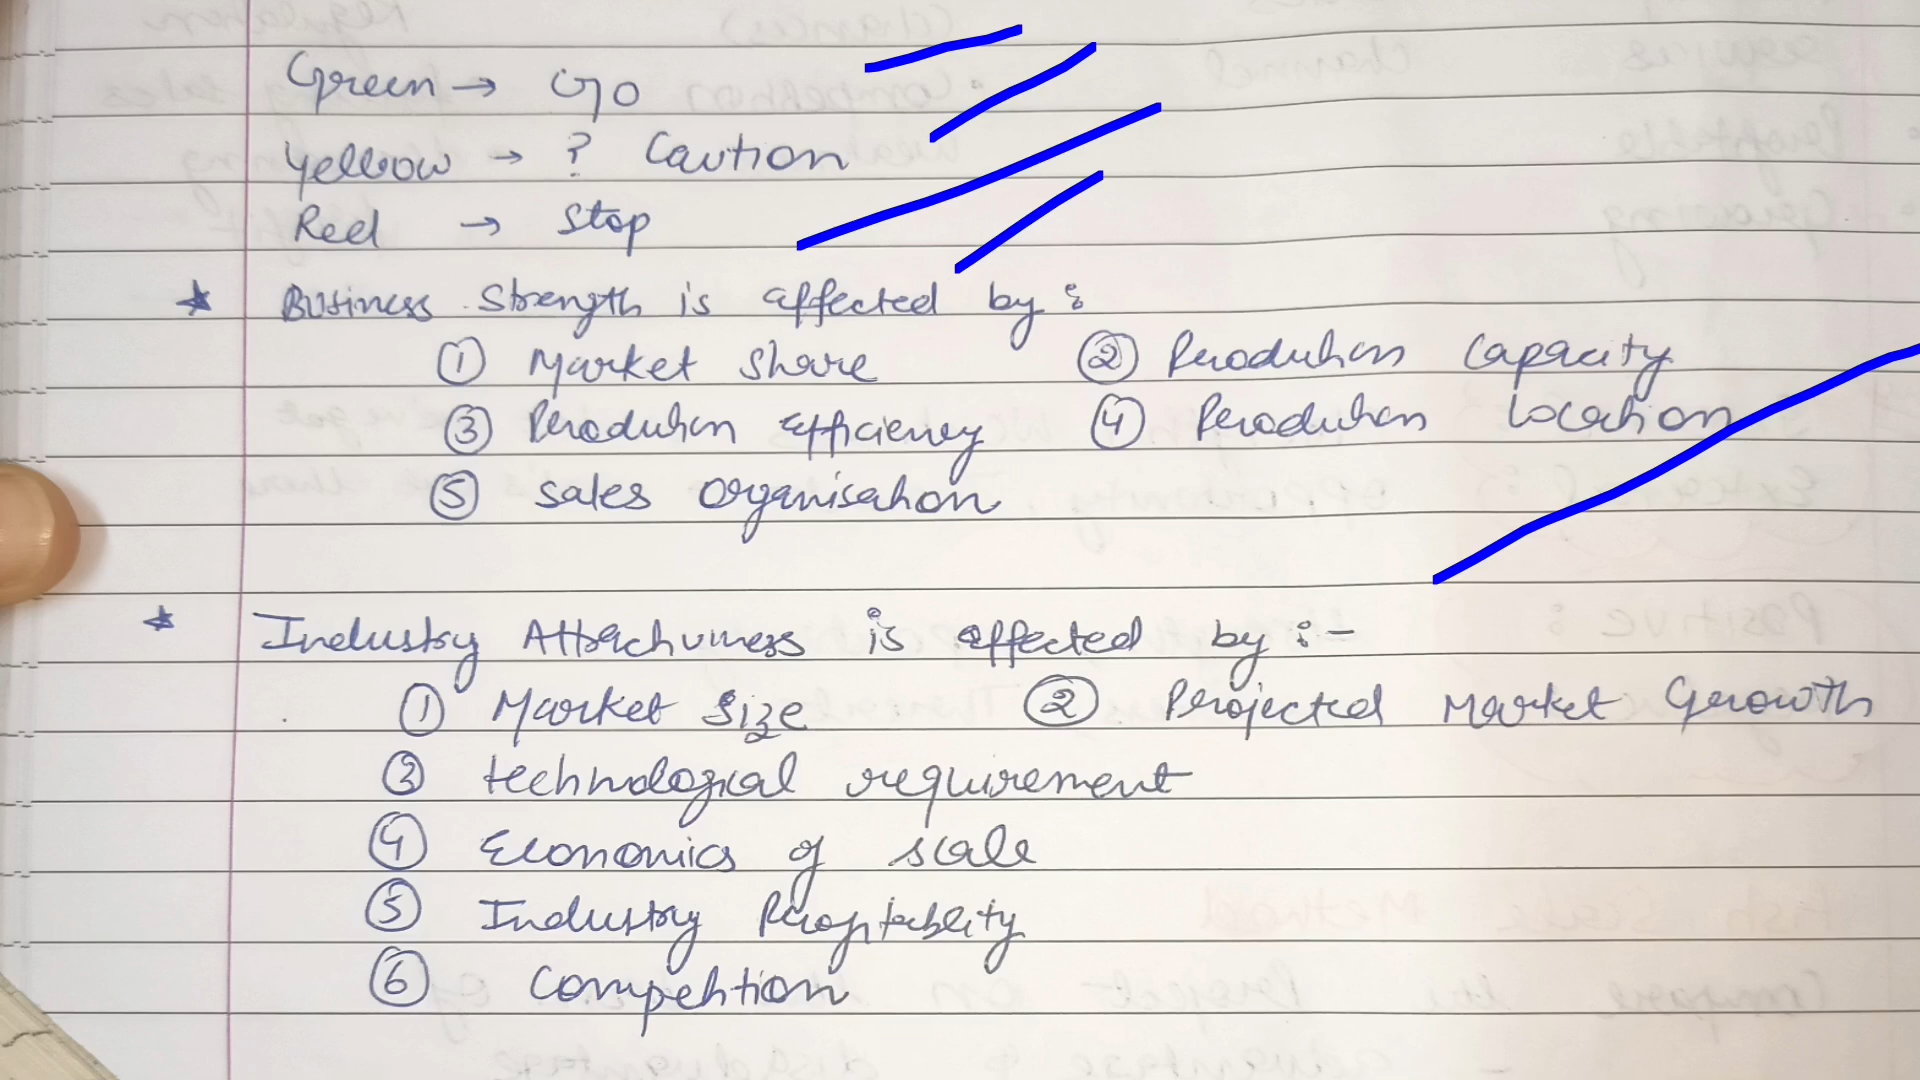 Green → Go
Yellow → ? Caution
Red → Stop
★ Business Strength is affected by :
① Market Share ② Production Capacity
③ Production Efficiency ④ Production Location
⑤ Sales Organisation
★ Industry Attractiveness is affected by :-
① Market Size ② Projected Market Growth
③ technological requirement
④ Economics of scale
⑤ Industry Profitability
⑥ Competition